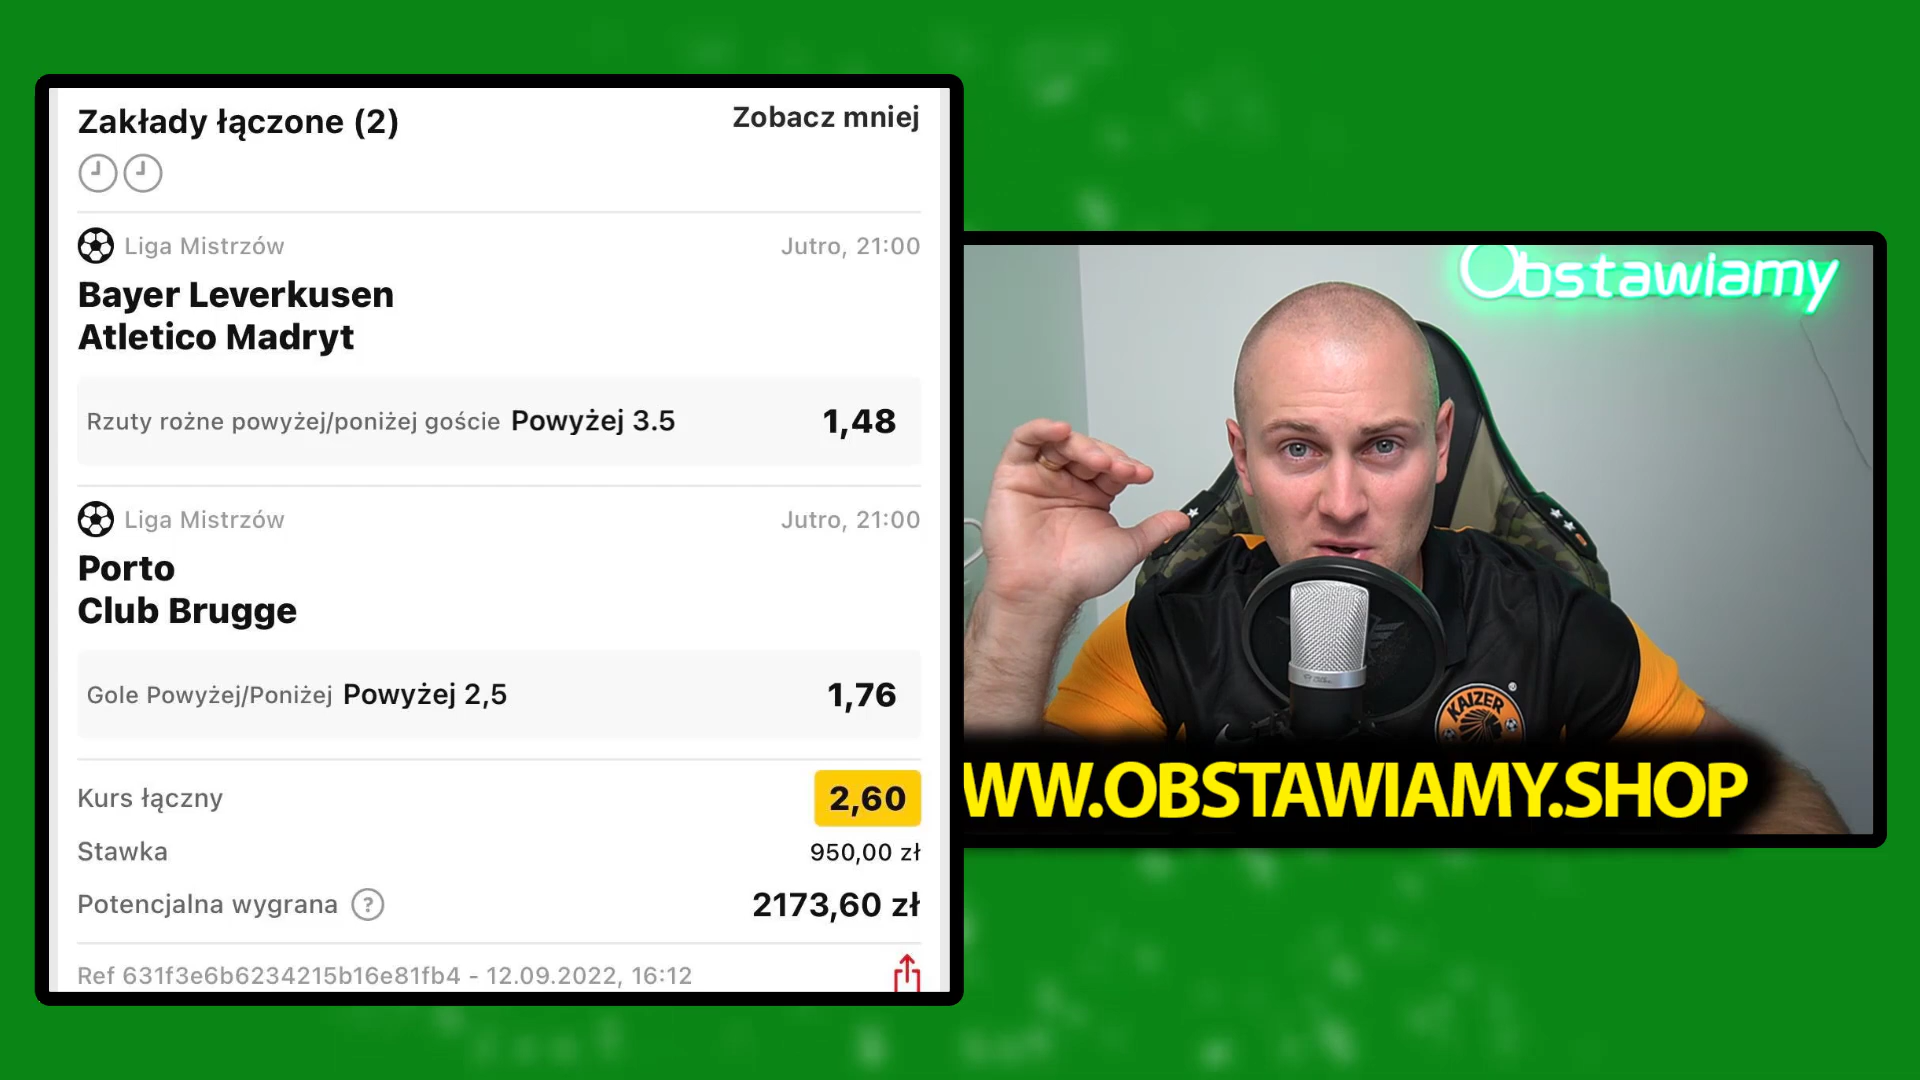 Zakłady łączone (2)
Zobacz mniej
Liga Mistrzów
Jutro, 21:00
Bayer Leverkusen
Atletico Madryt
Rzuty rożne powyżej/poniżej goście Powyżej 3.5
1,48
Liga Mistrzów
Jutro, 21:00
Porto
Club Brugge
Gole Powyżej/Poniżej Powyżej 2,5
1,76
Kurs łączny
2,60
Stawka
950,00 zł
Potencjalna wygrana ?
2173,60 zł
Ref 631f3e6b6234215b16e81fb4 - 12.09.2022, 16:12
Obstawiamy
KAIZER
WW.OBSTAWIAMY.SHOP